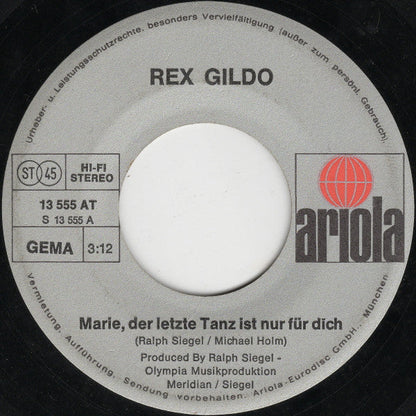 Urheber- u. Leistungsschutzrechte, besonders Vervielfältigung (außer zum persönl. Gebrauch),
REX GILDO
ST 45
HI-FI
STEREO
13 555 AT
S 13 555 A
GEMA 3:12
ariola
Marie, der letzte Tanz ist nur für dich
(Ralph Siegel / Michael Holm)
Produced By Ralph Siegel -
Olympia Musikproduktion
Meridian / Siegel
Vermietung, Aufführung, Sendung vorbehalten. Ariola-Eurodisc GmbH., München